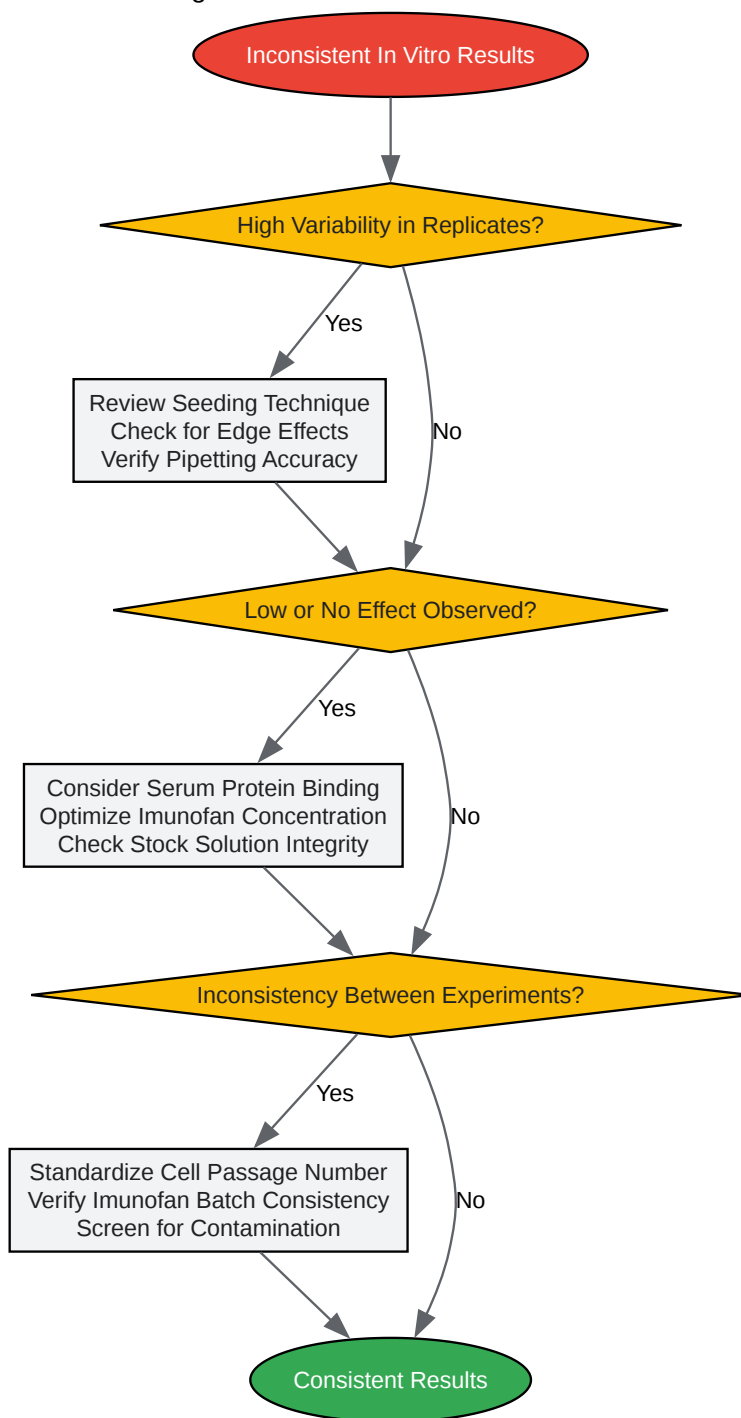 Inconsistent In Vitro Results
High Variability in Replicates?
Yes
Review Seeding Technique
Check for Edge Effects
Verify Pipetting Accuracy
No
Low or No Effect Observed?
Yes
Consider Serum Protein Binding
Optimize Imunofan Concentration
Check Stock Solution Integrity
No
Inconsistency Between Experiments?
Yes
Standardize Cell Passage Number
Verify Imunofan Batch Consistency
Screen for Contamination
No
Consistent Results